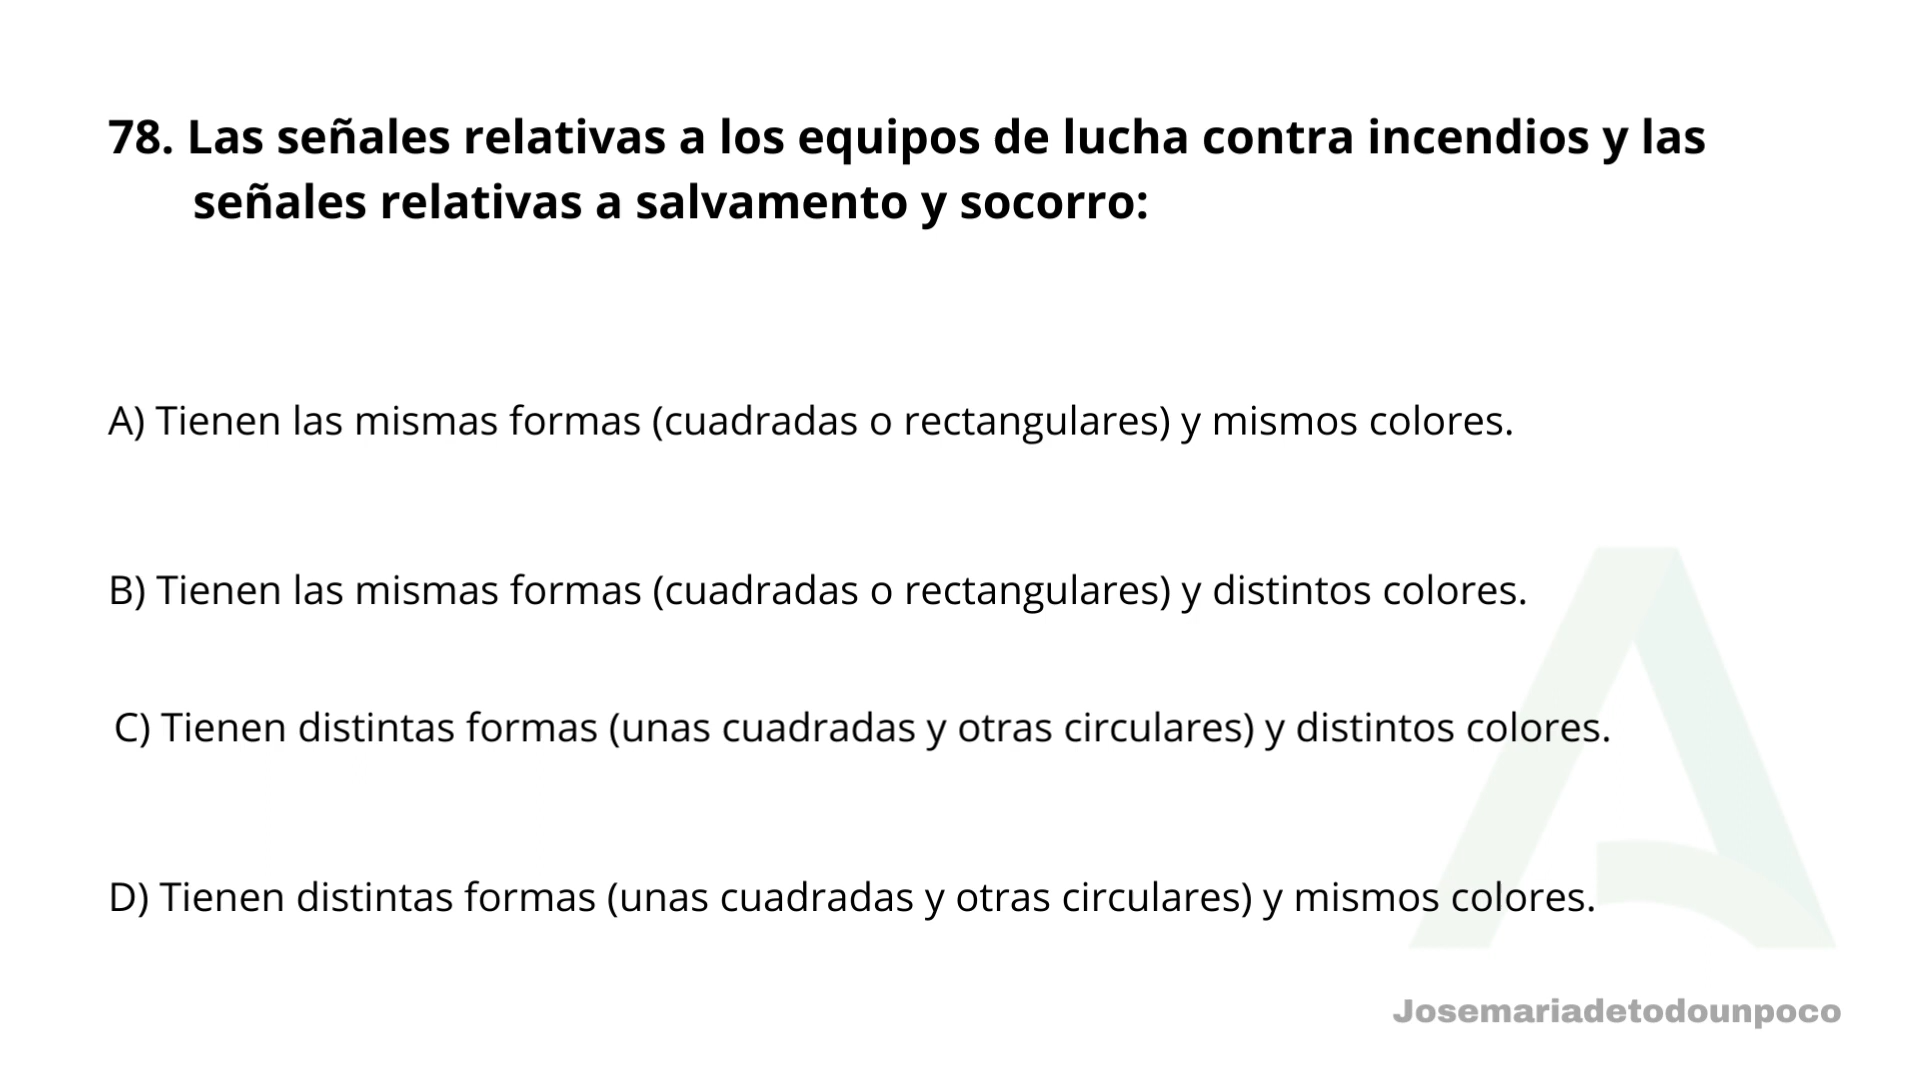 78. Las señales relativas a los equipos de lucha contra incendios y las
señales relativas a salvamento y socorro:
A) Tienen las mismas formas (cuadradas o rectangulares) y mismos colores.
B) Tienen las mismas formas (cuadradas o rectangulares) y distintos colores.
C) Tienen distintas formas (unas cuadradas y otras circulares) y distintos colores.
D) Tienen distintas formas (unas cuadradas y otras circulares) y mismos colores.
Josemariadetodounpoco